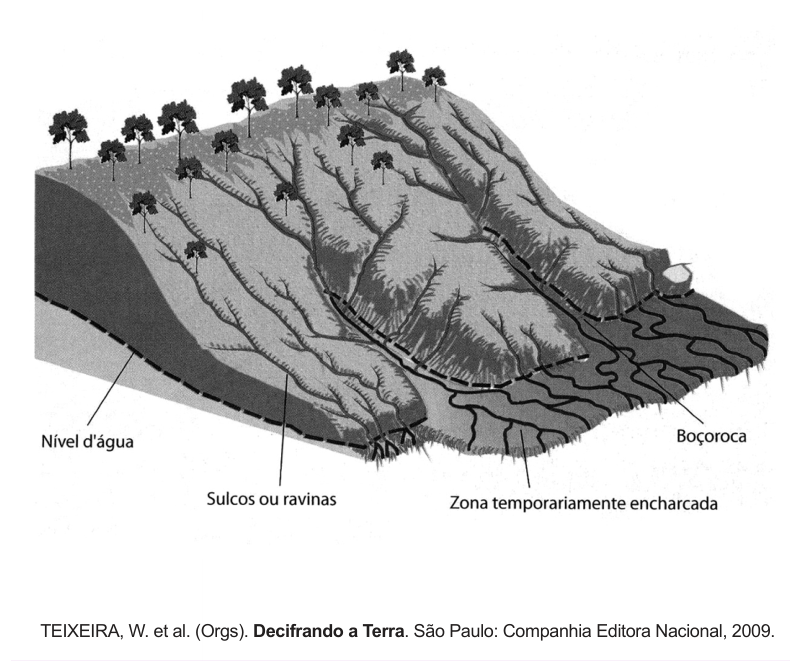 Nível d'água
Boçoroca
Sulcos ou ravinas
Zona temporariamente encharcada
TEIXEIRA, W. et al. (Orgs). Decifrando a Terra. São Paulo: Companhia Editora Nacional, 2009.